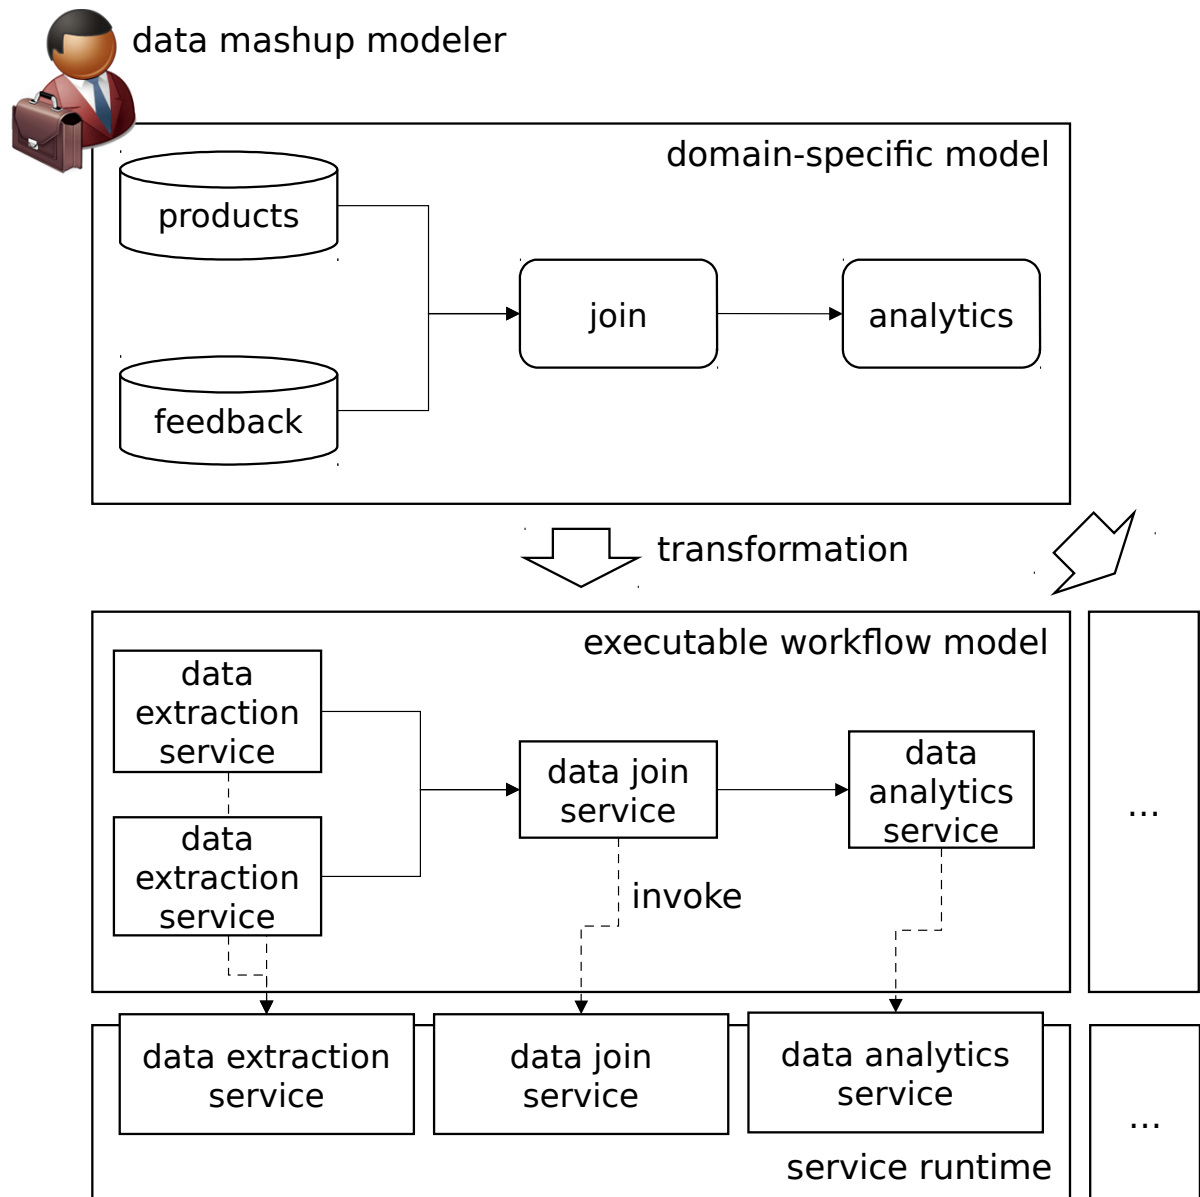 data mashup modeler
domain-specific model
products
join
analytics
feedback
transformation
executable workflow model
data
extraction
service
data join
service
data
analytics
service
...
data
extraction
service
invoke
data extraction
service
data join
service
data analytics
service
...
service runtime